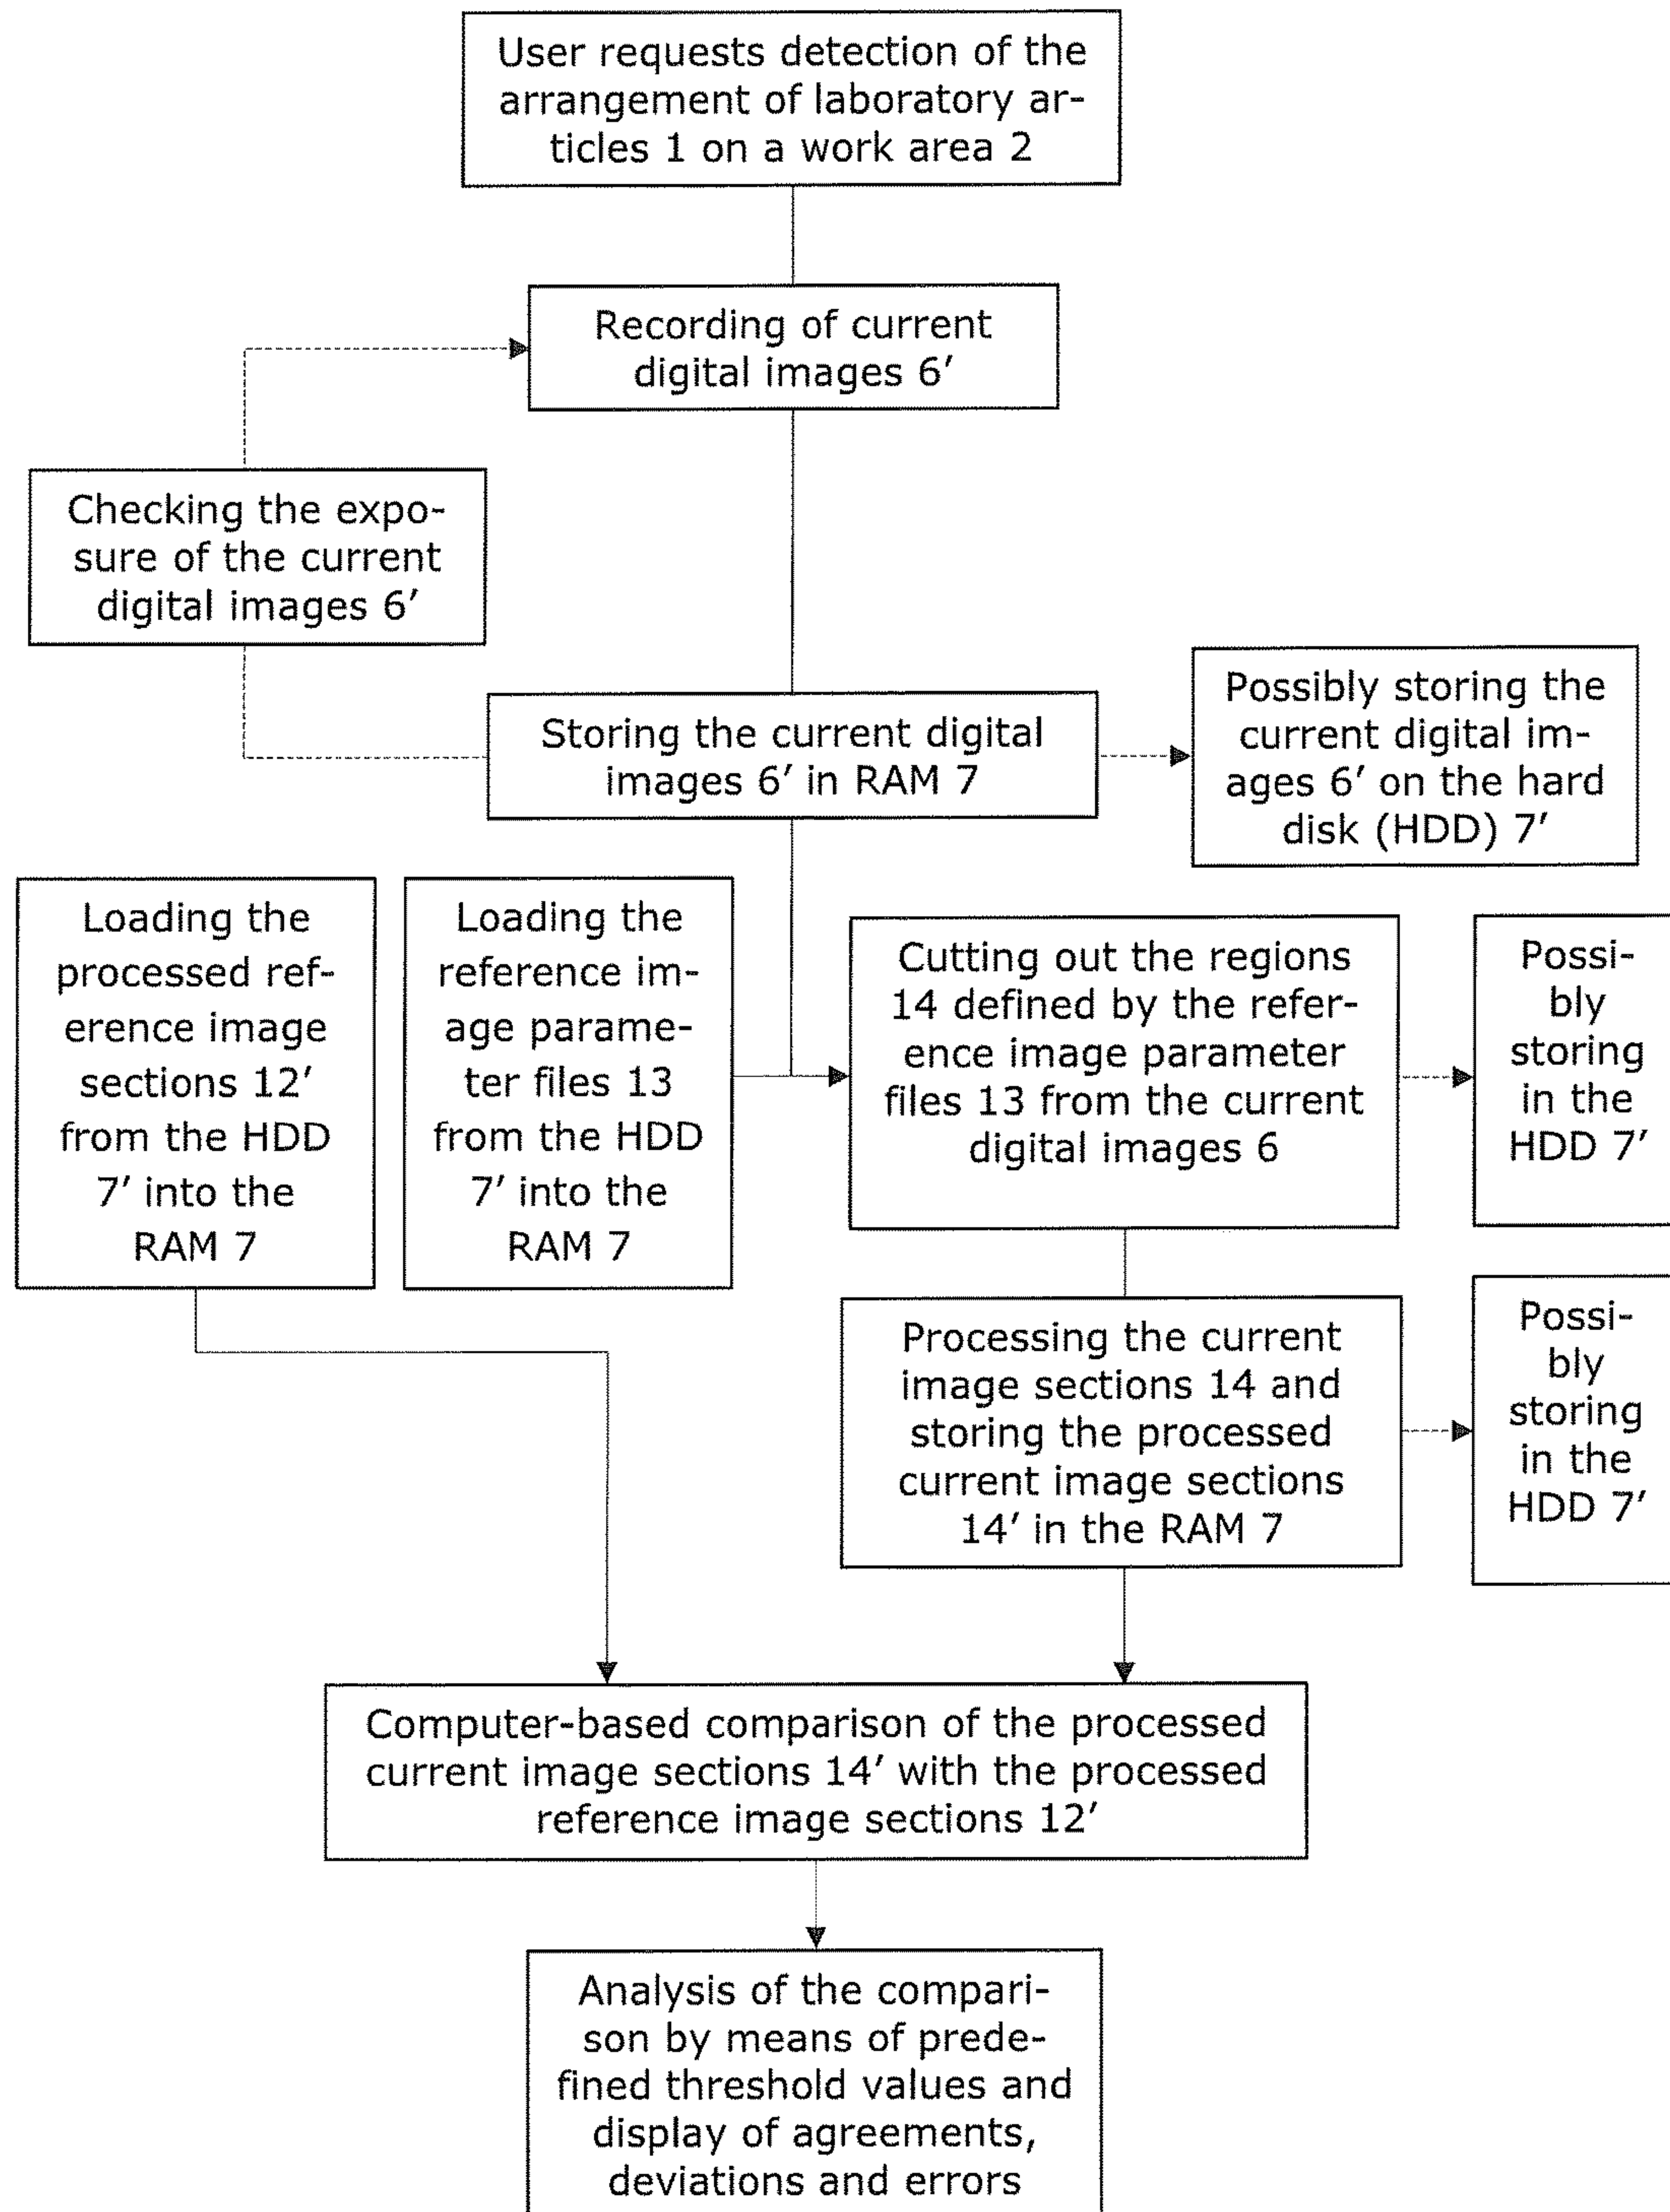 User requests detection of the
arrangement of laboratory ar-
ticles 1 on a work area 2
Recording of current
digital images 6′
Checking the expo-
sure of the current
digital images 6′
Storing the current digital
images 6′ in RAM 7
Possibly storing the
current digital im-
ages 6′ on the hard
disk (HDD) 7′
Loading the
processed ref-
erence image
sections 12′
from the HDD
7′ into the
RAM 7
Loading the
reference im-
age parame-
ter files 13
from the HDD
7′ into the
RAM 7
Cutting out the regions
14 defined by the refer-
ence image parameter
files 13 from the current
digital images 6
Possi-
bly
storing
in the
HDD 7′
Processing the current
image sections 14 and
storing the processed
current image sections
14′ in the RAM 7
Possi-
bly
storing
in the
HDD 7′
Computer-based comparison of the processed
current image sections 14′ with the processed
reference image sections 12′
Analysis of the compari-
son by means of prede-
fined threshold values and
display of agreements,
deviations and errors